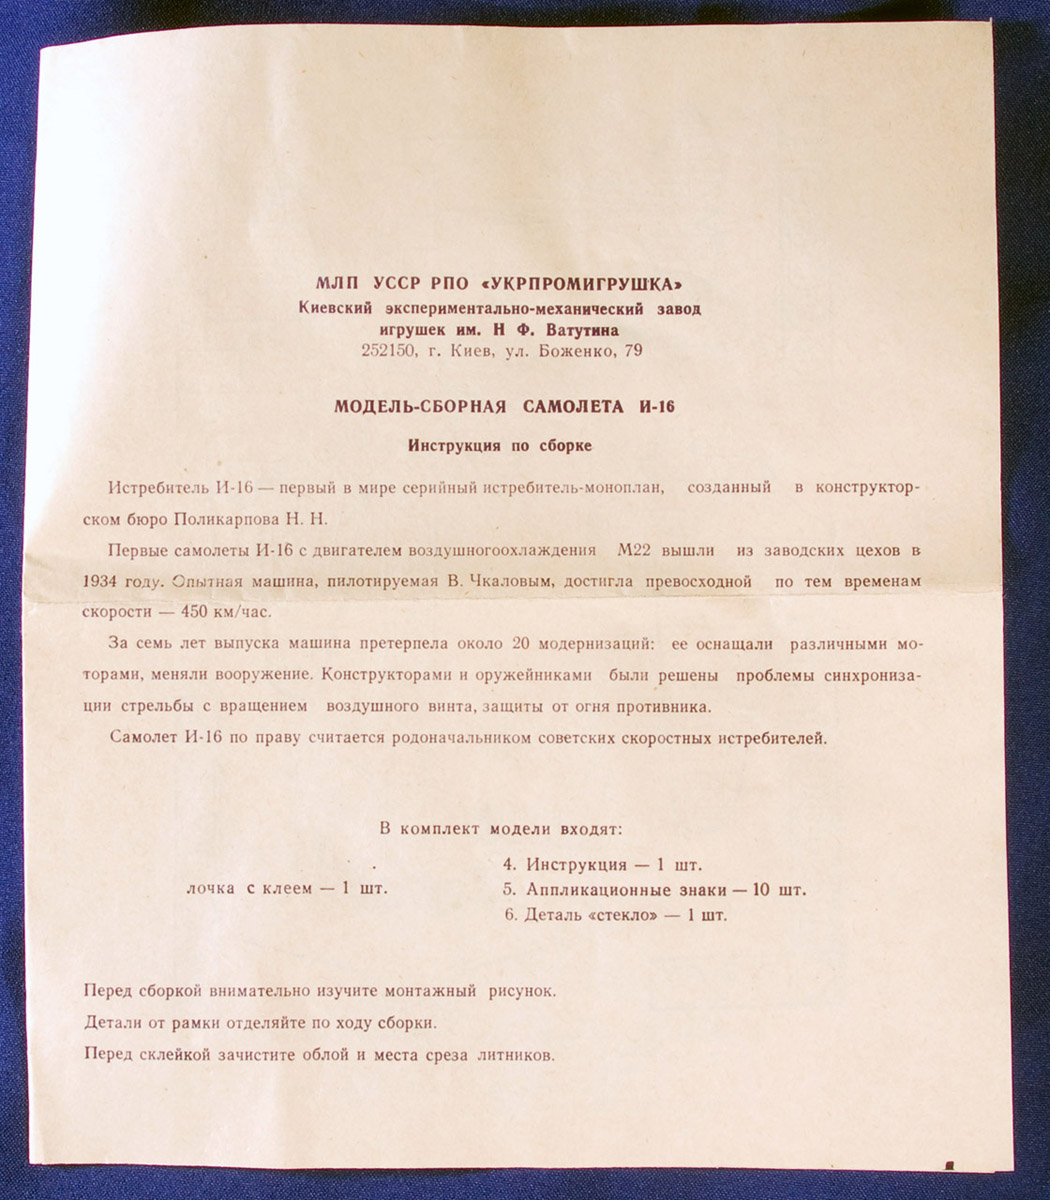 МЛП УССР РПО «УКРПРОМИГРУШКА»
Киевский экспериментально-механический завод
игрушек им. Н Ф. Ватутина
252150, г. Киев, ул. Боженко, 79
МОДЕЛЬ-СБОРНАЯ САМОЛЕТА И-16
Инструкция по сборке
Истребитель И-16 — первый в мире серийный истребитель-моноплан, созданный в конструктор-
ском бюро Поликарпова Н. Н.
Первые самолеты И-16 с двигателем воздушногоохлаждения М22 вышли из заводских цехов в
1934 году. Опытная машина, пилотируемая В. Чкаловым, достигла превосходной по тем временам
скорости — 450 км/час.
За семь лет выпуска машина претерпела около 20 модернизаций: ее оснащали различными мо-
торами, меняли вооружение. Конструкторами и оружейниками были решены проблемы синхрониза-
ции стрельбы с вращением воздушного винта, защиты от огня противника.
Самолет И-16 по праву считается родоначальником советских скоростных истребителей.
В комплект модели входят:
лочка с клеем — 1 шт.
4. Инструкция — 1 шт.
5. Аппликационные знаки — 10 шт.
6. Деталь «стекло» — 1 шт.
Перед сборкой внимательно изучите монтажный рисунок.
Детали от рамки отделяйте по ходу сборки.
Перед склейкой зачистите облой и места среза литников.